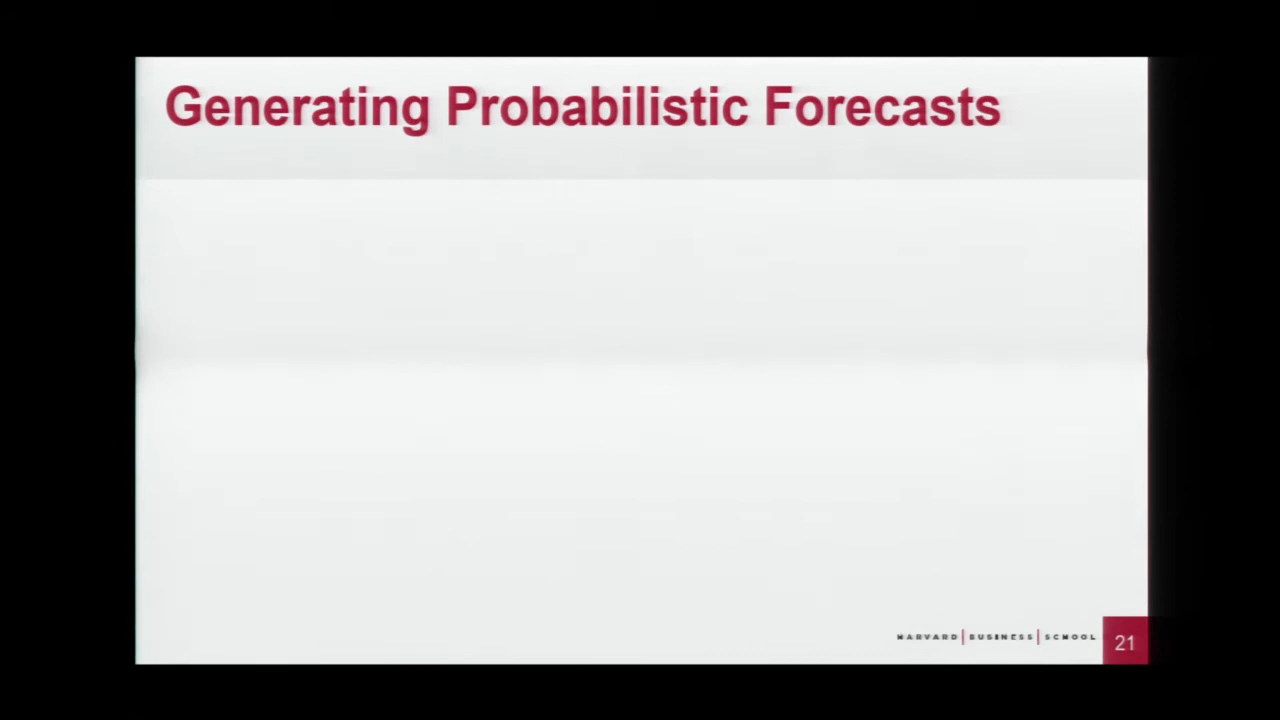 Generating Probabilistic Forecasts
HARVARD | BUSINESS | SCHOOL
21